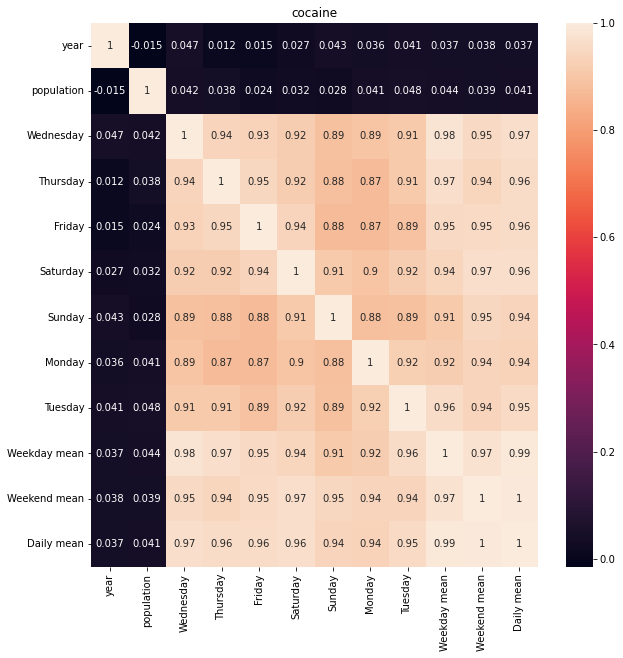 cocaine
year 1 -0.015 0.047 0.012 0.015 0.027 0.043 0.036 0.041 0.037 0.038 0.037 1.0
population -0.015 1 0.042 0.038 0.024 0.032 0.028 0.041 0.048 0.044 0.039 0.041
Wednesday 0.047 0.042 1 0.94 0.93 0.92 0.89 0.89 0.91 0.98 0.95 0.97 0.8
Thursday 0.012 0.038 0.94 1 0.95 0.92 0.88 0.87 0.91 0.97 0.94 0.96
Friday 0.015 0.024 0.93 0.95 1 0.94 0.88 0.87 0.89 0.95 0.95 0.96 0.6
Saturday 0.027 0.032 0.92 0.92 0.94 1 0.91 0.9 0.92 0.94 0.97 0.96
Sunday 0.043 0.028 0.89 0.88 0.88 0.91 1 0.88 0.89 0.91 0.95 0.94
Monday 0.036 0.041 0.89 0.87 0.87 0.9 0.88 1 0.92 0.92 0.94 0.94 0.4
Tuesday 0.041 0.048 0.91 0.91 0.89 0.92 0.89 0.92 1 0.96 0.94 0.95
Weekday mean 0.037 0.044 0.98 0.97 0.95 0.94 0.91 0.92 0.96 1 0.97 0.99 0.2
Weekend mean 0.038 0.039 0.95 0.94 0.95 0.97 0.95 0.94 0.94 0.97 1 1
Daily mean 0.037 0.041 0.97 0.96 0.96 0.96 0.94 0.94 0.95 0.99 1 1 0.0
year population Wednesday Thursday Friday Saturday Sunday Monday Tuesday Weekday mean Weekend mean Daily mean